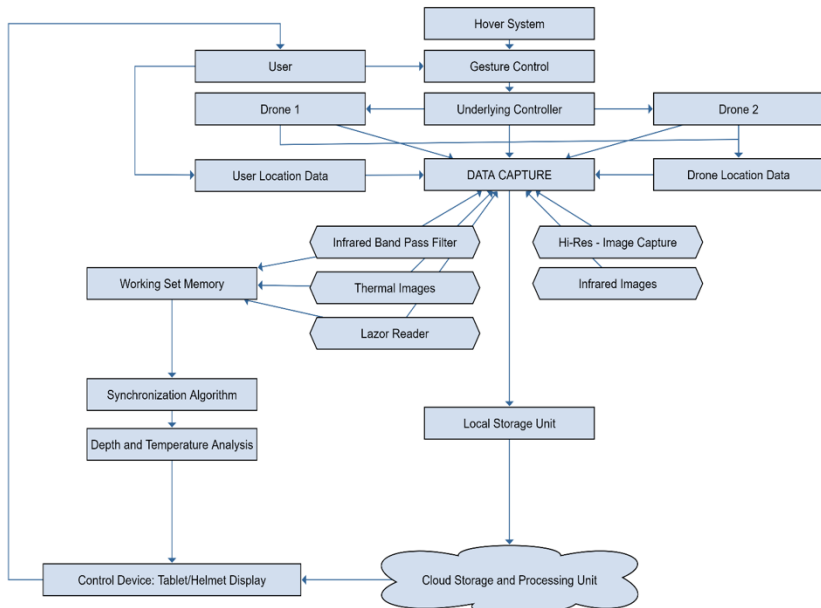 Hover System
User
Gesture Control
Drone 1
Underlying Controller
Drone 2
User Location Data
DATA CAPTURE
Drone Location Data
Infrared Band Pass Filter
Hi-Res - Image Capture
Working Set Memory
Thermal Images
Infrared Images
Lazor Reader
Synchronization Algorithm
Local Storage Unit
Depth and Temperature Analysis
Control Device: Tablet/Helmet Display
Cloud Storage and Processing Unit